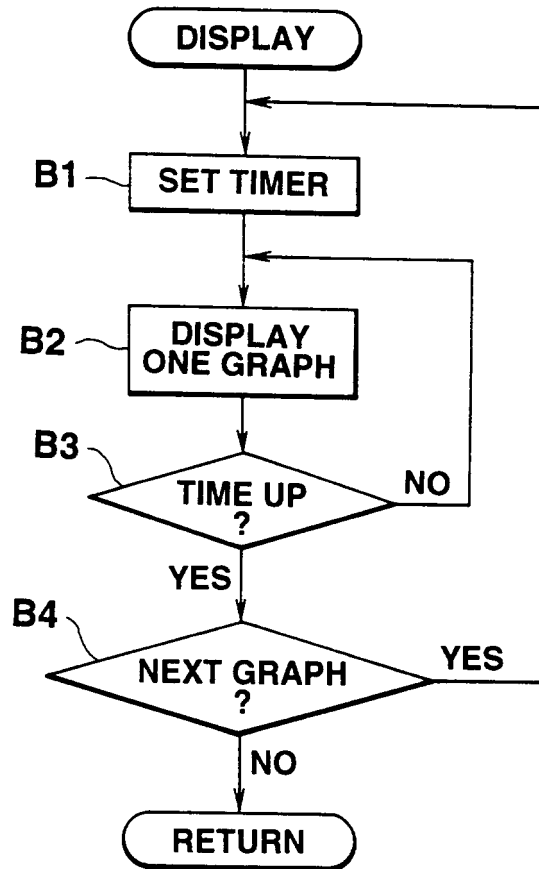 DISPLAY
B1
SET TIMER
B2
DISPLAY
ONE GRAPH
B3
TIME UP
?
NO
YES
B4
NEXT GRAPH
?
YES
NO
RETURN